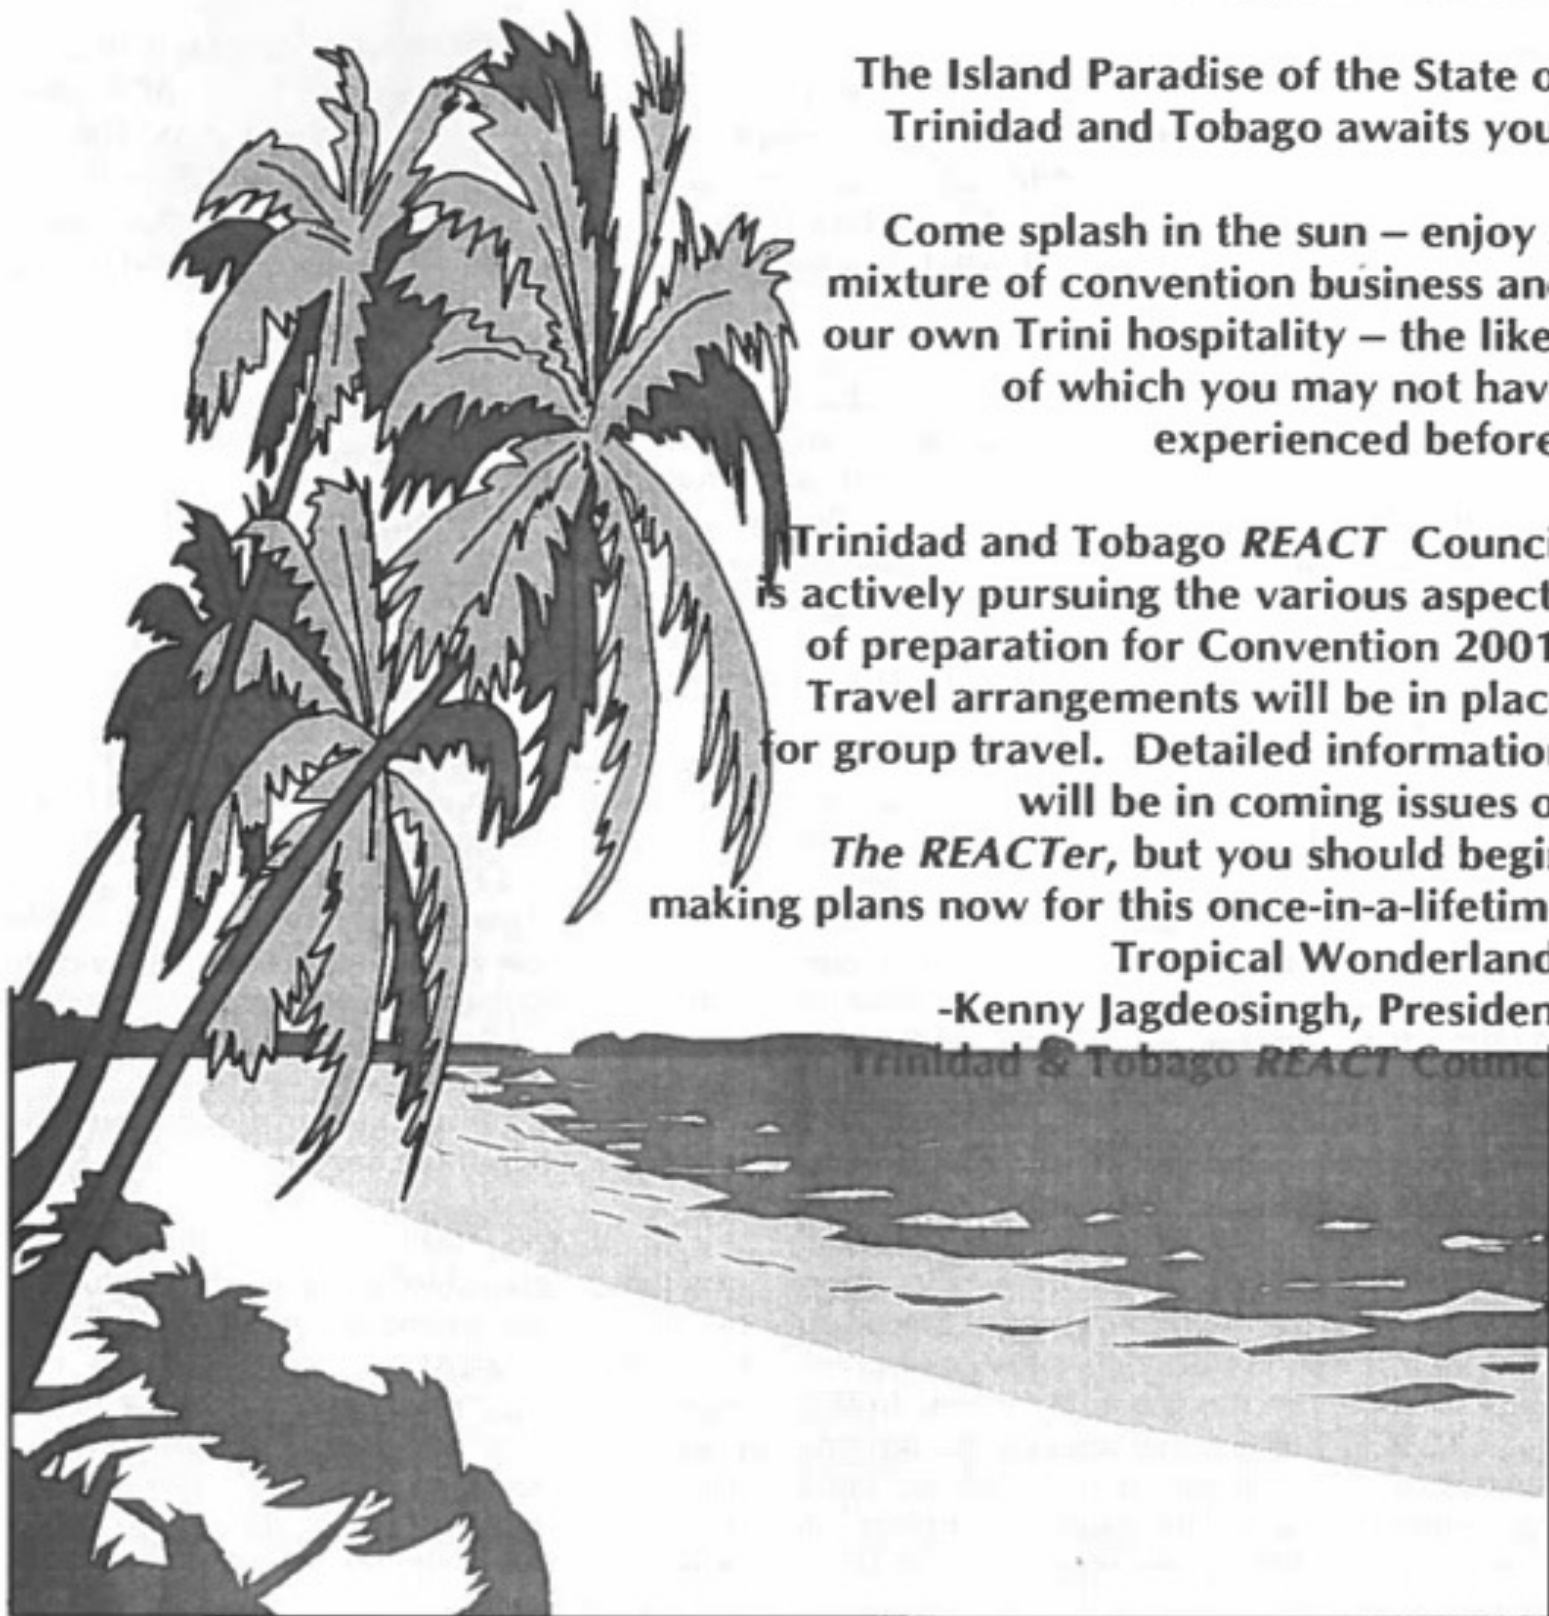 The Island Paradise of the State o
Trinidad and Tobago awaits you
Come splash in the sun – enjoy
mixture of convention business an
our own Trini hospitality – the like
of which you may not hav
experienced before
Trinidad and Tobago REACT Counci
is actively pursuing the various aspect
of preparation for Convention 2001
Travel arrangements will be in plac
for group travel. Detailed information
will be in coming issues o
The REACTer, but you should begin
making plans now for this once-in-a-lifetim
Tropical Wonderland
-Kenny Jagdeosingh, Presiden
Trinidad & Tobago REACT Counc